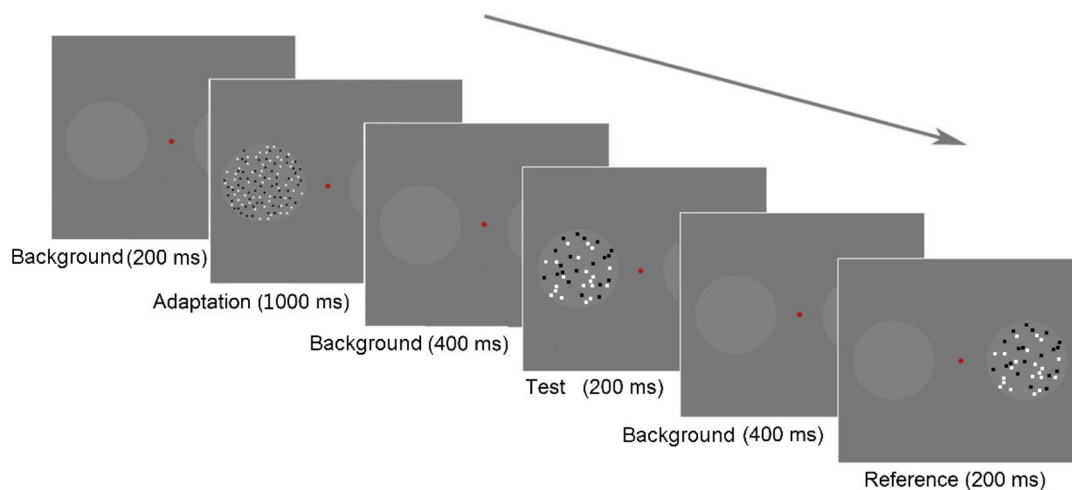 Background (200 ms)
Adaptation (1000 ms)
Background (400 ms)
Test (200 ms)
Background (400 ms)
Reference (200 ms)